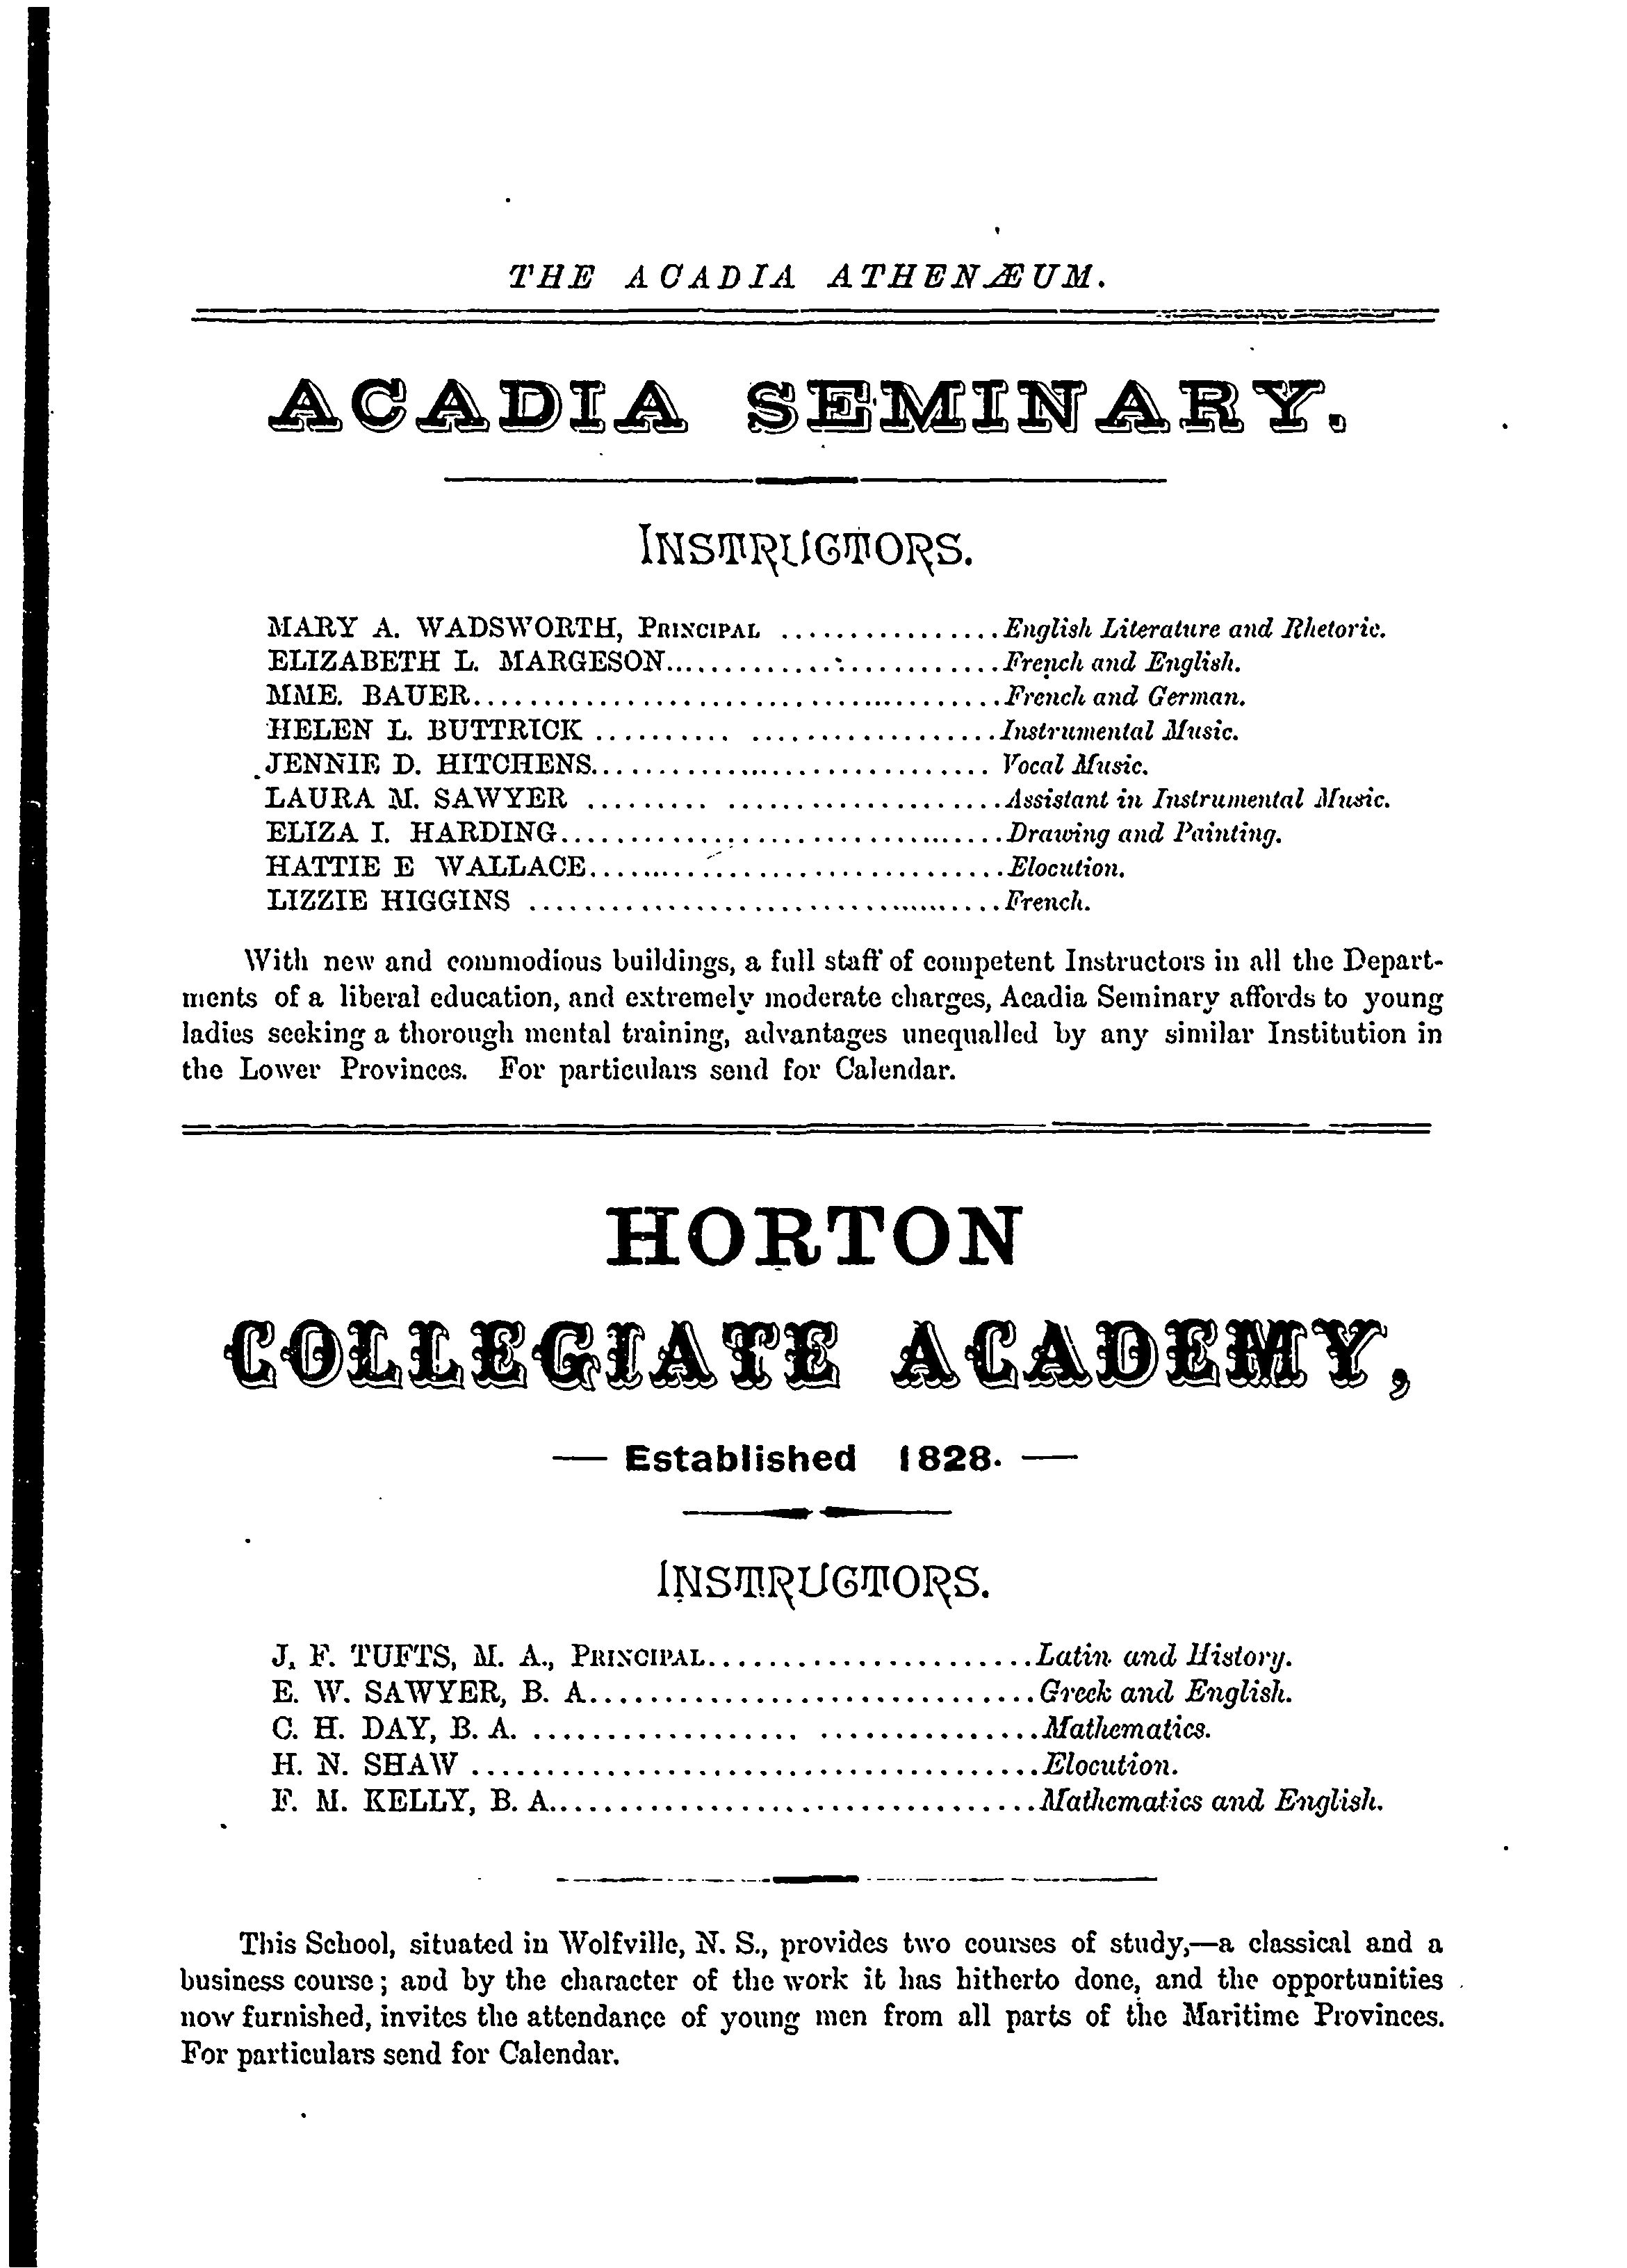 THE ACADIA ATHENÆUM.
ACADIA SEMINARY.
INSTRUCTORS.
MARY A. WADSWORTH, PRINCIPAL ................English Literature and Rhetoric.
ELIZABETH L. MARGESON........................French and English.
MME. BAUER......................................French and German.
HELEN L. BUTTRICK .......... ..................Instrumental Music.
JENNIE D. HITCHENS............................. Vocal Music.
LAURA M. SAWYER ......... ....................Assistant in Instrumental Music.
ELIZA I. HARDING................................Drawing and Painting.
HATTIE E WALLACE..............................Elocution.
LIZZIE HIGGINS ..................................French.
With new and commodious buildings, a full staff of competent Instructors in all the Depart-
ments of a liberal education, and extremely moderate charges, Acadia Seminary affords to young
ladies seeking a thorough mental training, advantages unequalled by any similar Institution in
the Lower Provinces. For particulars send for Calendar.
HORTON
COLLEGIATE ACADEMY,
— Established 1828. —
INSTRUCTORS.
J. F. TUFTS, M. A., PRINCIPAL......................Latin and History.
E. W. SAWYER, B. A..............................Greek and English.
C. H. DAY, B. A. .................. ...............Mathematics.
H. N. SHAW ......................................Elocution.
F. M. KELLY, B. A.................................Mathematics and English.
This School, situated in Wolfville, N. S., provides two courses of study,—a classical and a
business course; and by the character of the work it has hitherto done, and the opportunities
now furnished, invites the attendance of young men from all parts of the Maritime Provinces.
For particulars send for Calendar.